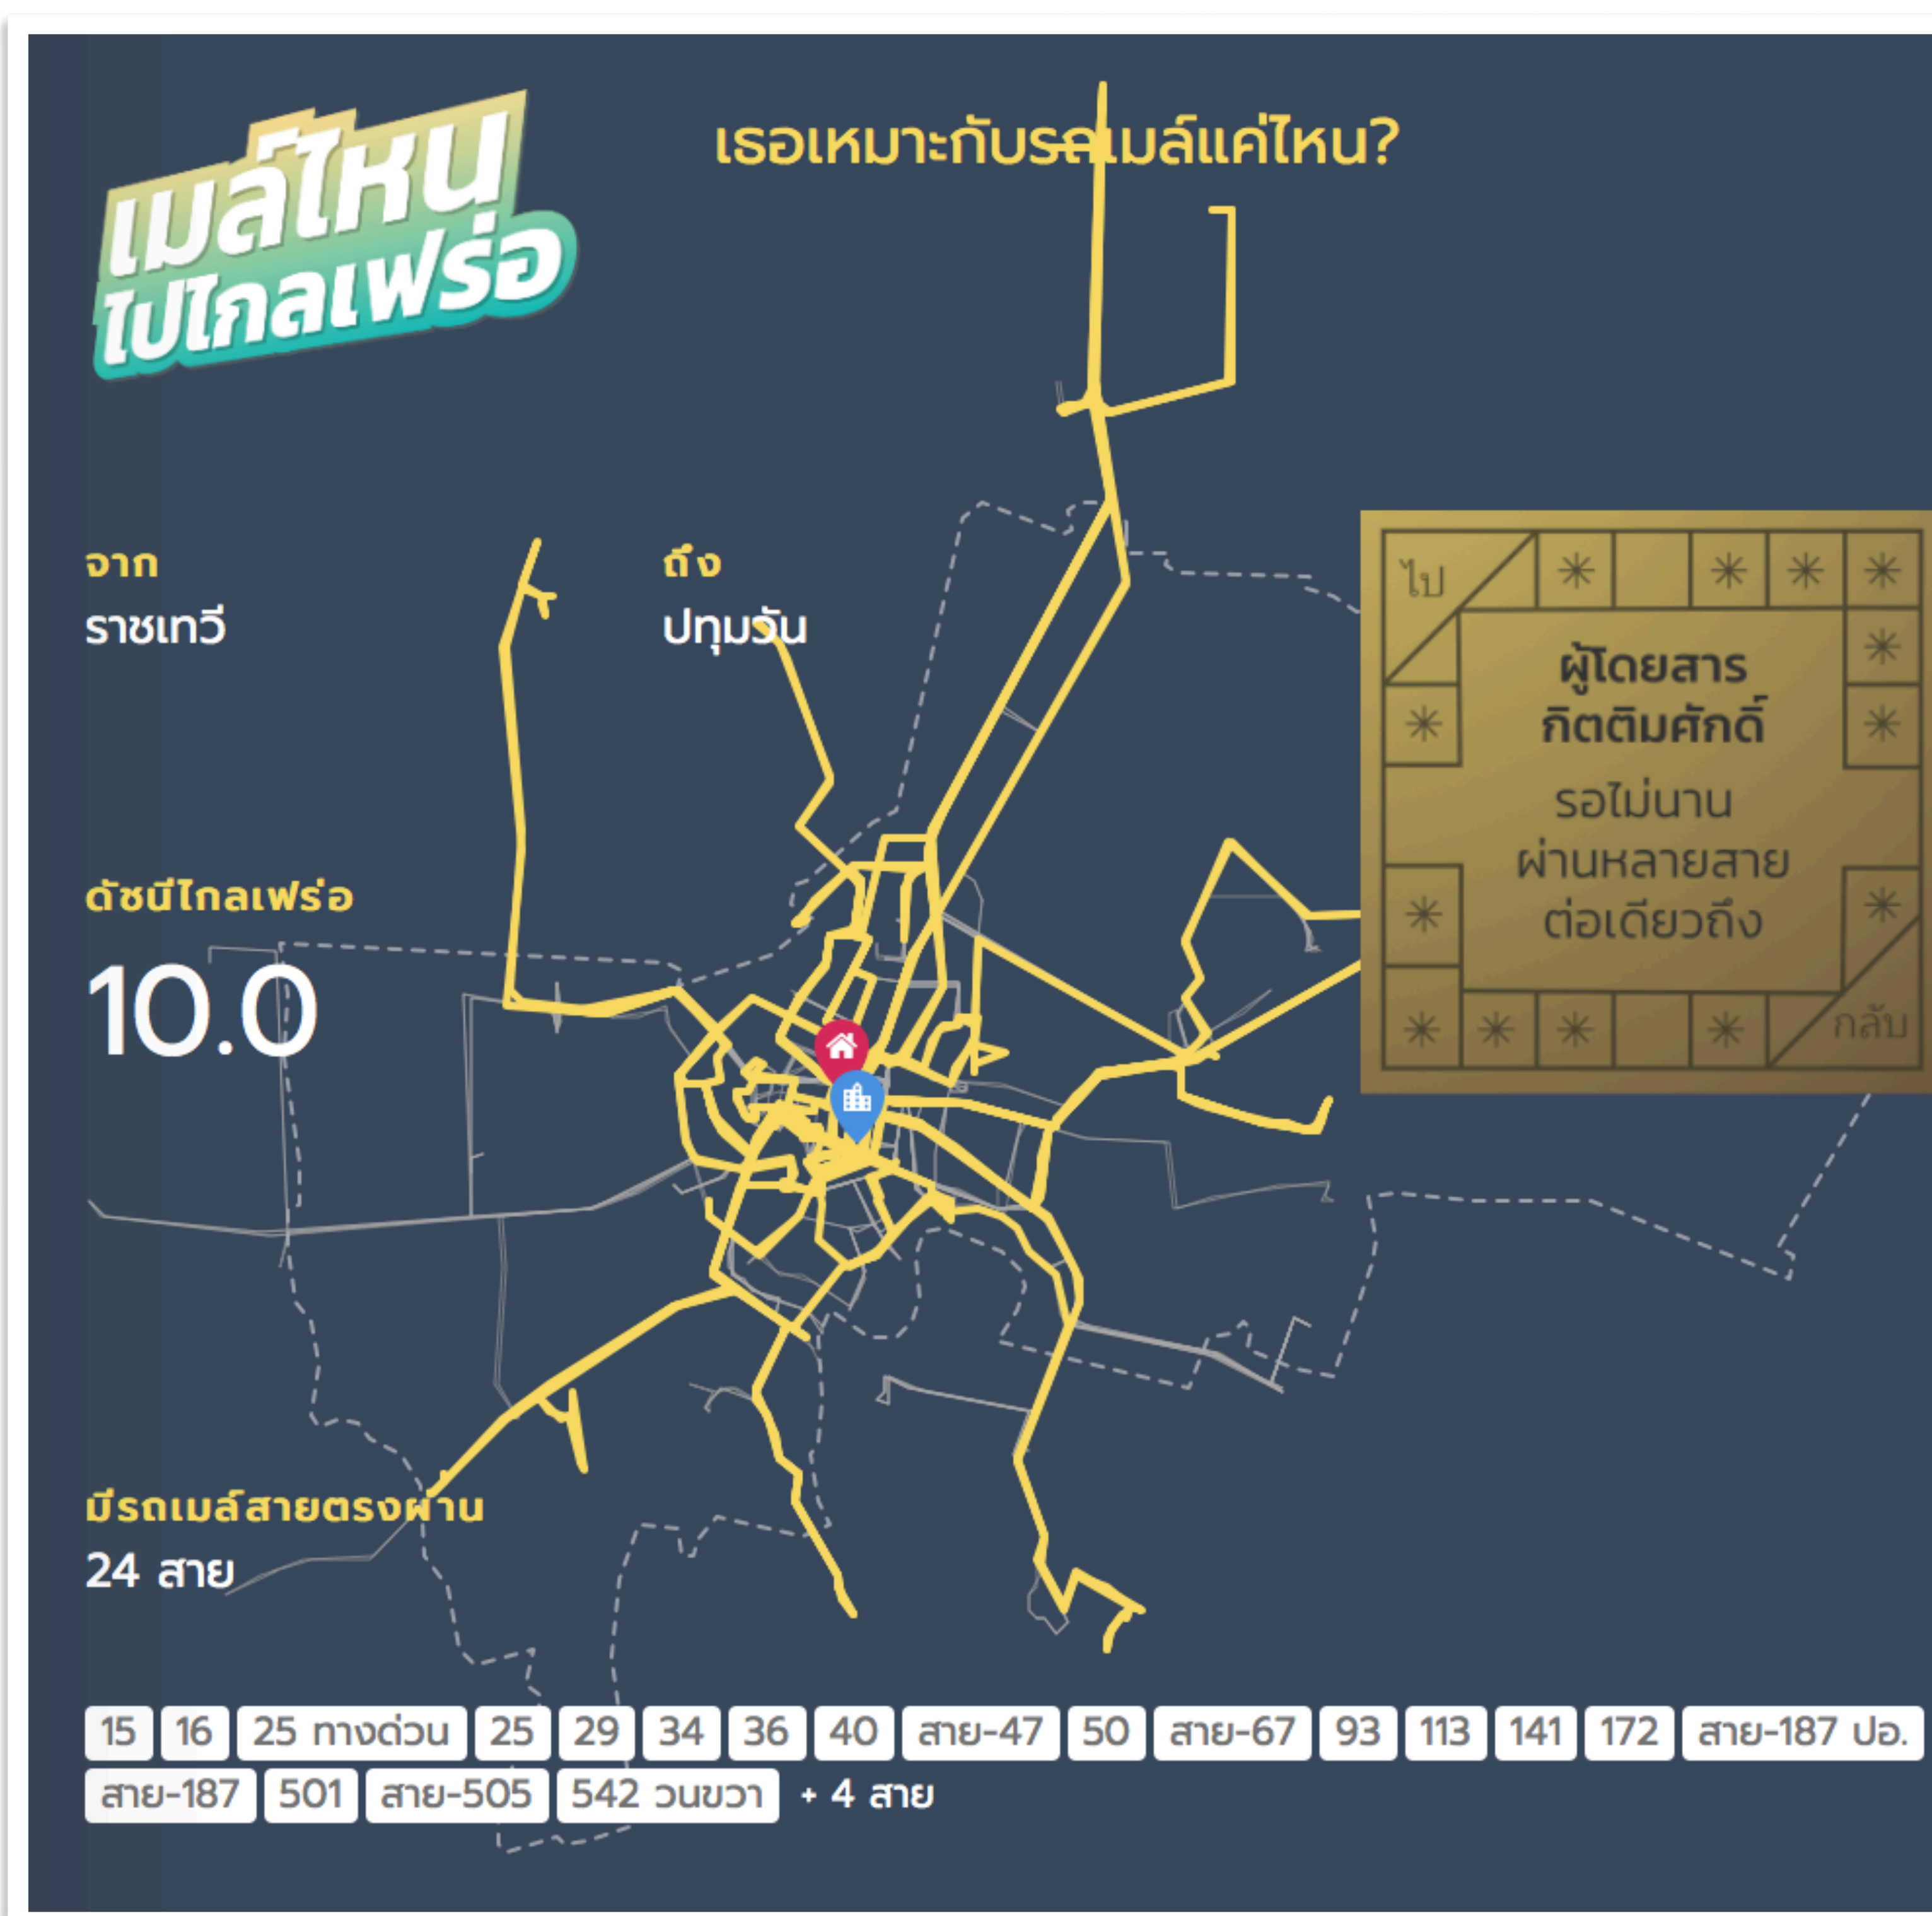 เมล์ไหน
ไปไกลเฟร่อ
เธอเหมาะกับรถเมล์แค่ไหน?
จาก
ราชเทวี
ถึง
ปทุมวัน
ดัชนีไกลเฟร่อ
10.0
ไป
ผู้โดยสาร
กิตติมศักดิ์
รอไม่นาน
ผ่านหลายสาย
ต่อเดียวถึง
กลับ
มีรถเมล์สายตรงผ่าน
24 สาย
15 16 25 ทางด่วน 25 29 34 36 40 สาย-47 50 สาย-67 93 113 141 172 สาย-187 ปอ.
สาย-187 501 สาย-505 542 วนขวา + 4 สาย